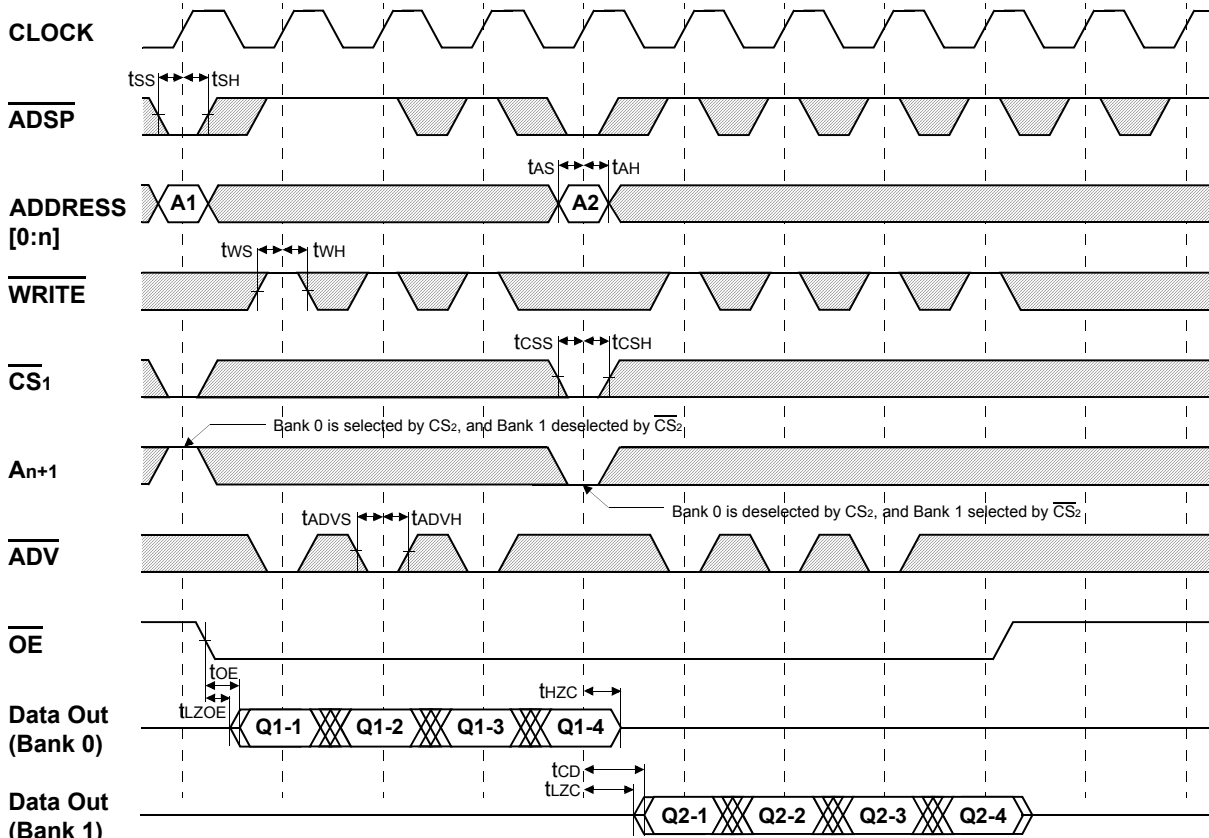 CLOCK
tSS tSH
ADSP
tAS tAH
ADDRESS
[0:n]
A1 A2
tWS tWH
WRITE
tCSS tCSH
CS1
Bank 0 is selected by CS2, and Bank 1 deselected by CS2
An+1
Bank 0 is deselected by CS2, and Bank 1 selected by CS2
tADVS tADVH
ADV
OE
tOE
tHZC
tLZOE
Data Out
(Bank 0)
Q1-1 Q1-2 Q1-3 Q1-4
tCD
tLZC
Data Out
(Bank 1)
Q2-1 Q2-2 Q2-3 Q2-4